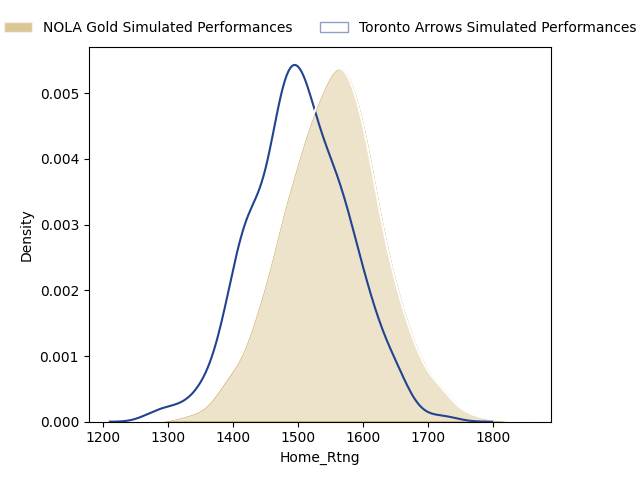 NOLA Gold Simulated Performances Toronto Arrows Simulated Performances
0.005
0.004
0.003
0.002
0.001
0.000
Density
1200 1300 1400 1500 1600 1700 1800
Home_Rtng